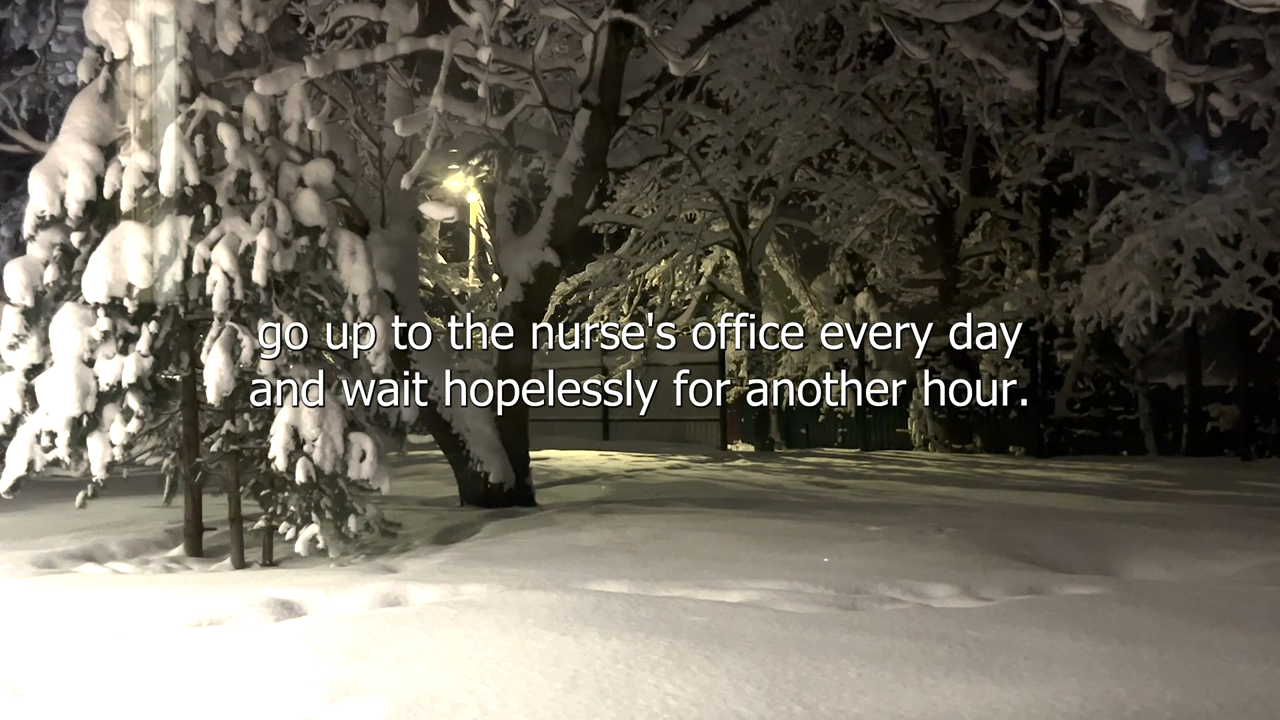 go up to the nurse's office every day
and wait hopelessly for another hour.